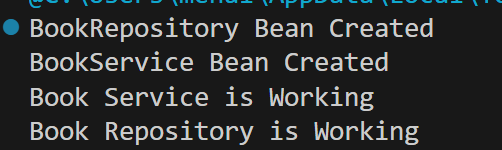 BookRepository Bean Created
BookService Bean Created
Book Service is Working
Book Repository is Working